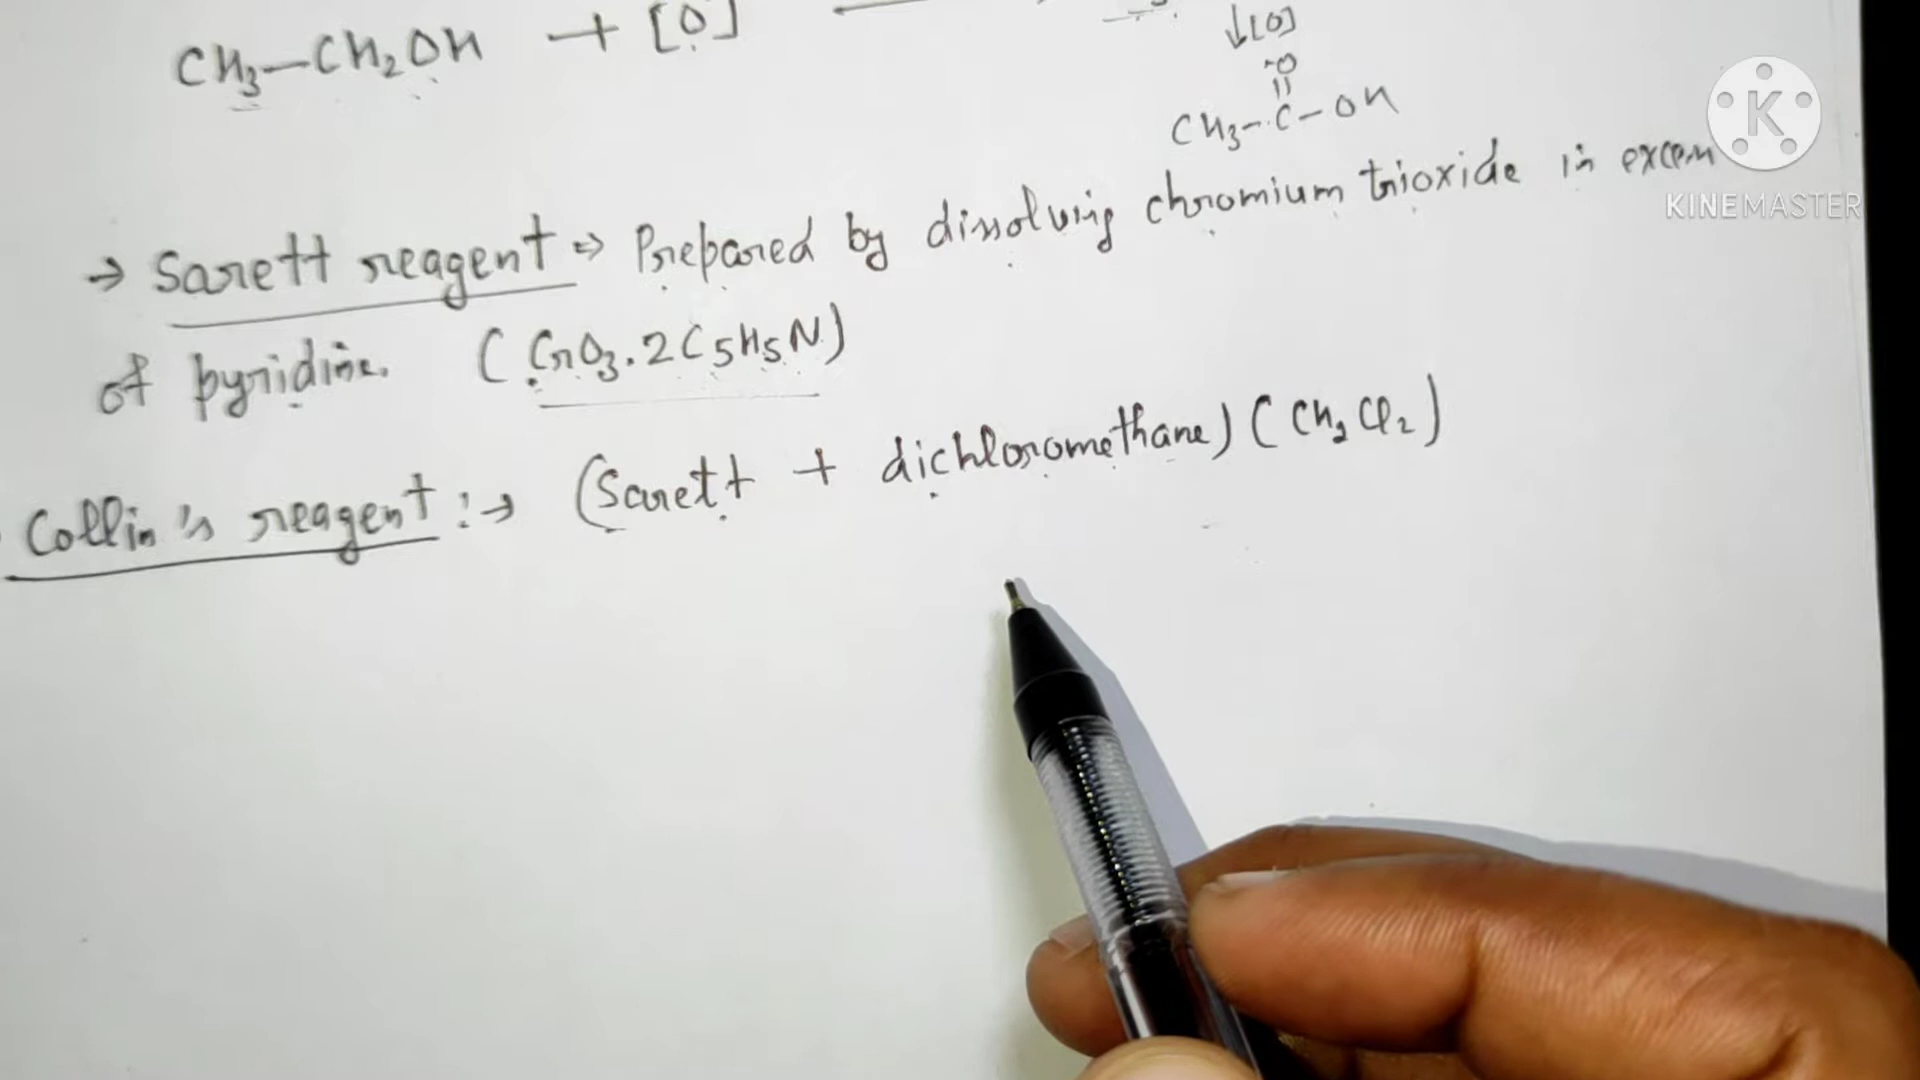 CH3-CH2OH + [O]
↓[O]
O
||
CH3-C-OH
→ Sarett reagent ⇒ Prepared by dissolving chromium trioxide in excess
of pyridine. (CrO3.2C5H5N)
Collin's reagent :→ (Sarett + dichloromethane) (CH2Cl2)
K
KINEMASTER